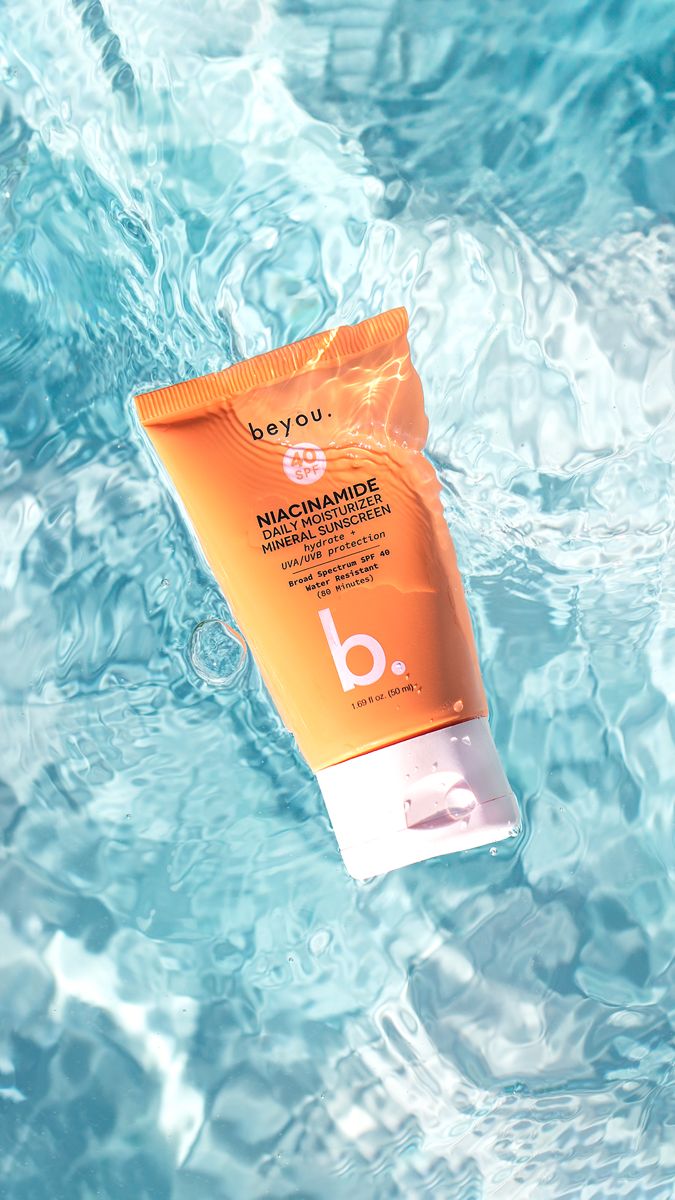 beyou.
40
SPF
NIACINAMIDE
DAILY MOISTURIZER
MINERAL SUNSCREEN
hydrate +
UVA/UVB protection
Broad Spectrum SPF 40
Water Resistant
(80 Minutes)
b.
1.69 fl oz. (50 ml)